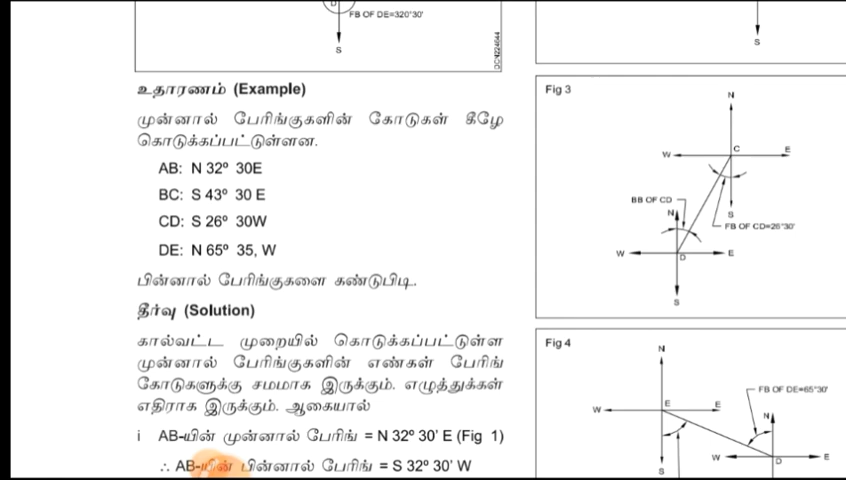 D
FB OF DE=320°30'
S
DCN224644
S
உதாரணம் (Example)
முன்னால் பேரிங்குகளின் கோடுகள் கீழே
கொடுக்கப்பட்டுள்ளன.
AB: N 32º 30E
BC: S 43º 30 E
CD: S 26º 30W
DE: N 65º 35, W
பின்னால் பேரிங்குகளை கண்டுபிடி.
தீர்வு (Solution)
கால்வட்ட முறையில் கொடுக்கப்பட்டுள்ள
முன்னால் பேரிங்குகளின் எண்கள் பேரிங்
கோடுகளுக்கு சமமாக இருக்கும். எழுத்துக்கள்
எதிராக இருக்கும். ஆகையால்
i AB-யின் முன்னால் பேரிங் = N 32º 30' E (Fig 1)
∴ AB-யின் பின்னால் பேரிங் = S 32º 30' W
Fig 3
N
C
W
E
BB OF CD
N
S
FB OF CD=26°30'
W
D
E
S
Fig 4
N
FB OF DE=65°30'
W
E
E
N
W
D
E
S